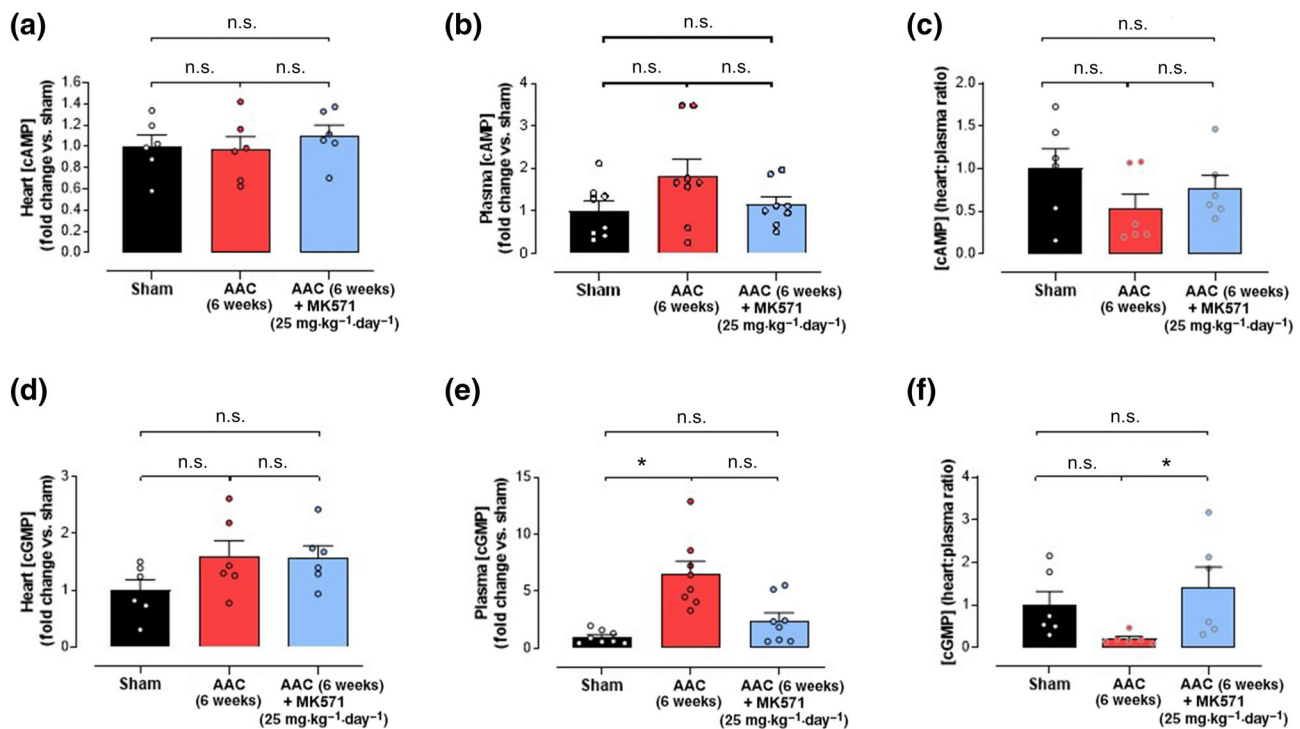 (a)
n.s.
n.s.
n.s.
Heart [cAMP]
(fold change vs. sham)
1.6
1.4
1.2
1.0
0.8
0.6
0.4
0.2
0.0
Sham
AAC
(6 weeks)
AAC (6 weeks)
+ MK571
(25 mg·kg⁻¹·day⁻¹)
(b)
n.s.
n.s.
n.s.
Plasma [cAMP]
(fold change vs. sham)
4
3
2
1
0
Sham
AAC
(6 weeks)
AAC (6 weeks)
+ MK571
(25 mg·kg⁻¹·day⁻¹)
(c)
n.s.
n.s.
n.s.
[cAMP] (heart:plasma ratio)
2.0
1.5
1.0
0.5
0.0
Sham
AAC
(6 weeks)
AAC (6 weeks)
+ MK571
(25 mg·kg⁻¹·day⁻¹)
(d)
n.s.
n.s.
n.s.
Heart [cGMP]
(fold change vs. sham)
3
2
1
0
Sham
AAC
(6 weeks)
AAC (6 weeks)
+ MK571
(25 mg·kg⁻¹·day⁻¹)
(e)
n.s.
*
n.s.
Plasma [cGMP]
(fold change vs. sham)
15
10
5
0
Sham
AAC
(6 weeks)
AAC (6 weeks)
+ MK571
(25 mg·kg⁻¹·day⁻¹)
(f)
n.s.
n.s.
*
[cGMP] (heart:plasma ratio)
4
3
2
1
0
Sham
AAC
(6 weeks)
AAC (6 weeks)
+ MK571
(25 mg·kg⁻¹·day⁻¹)